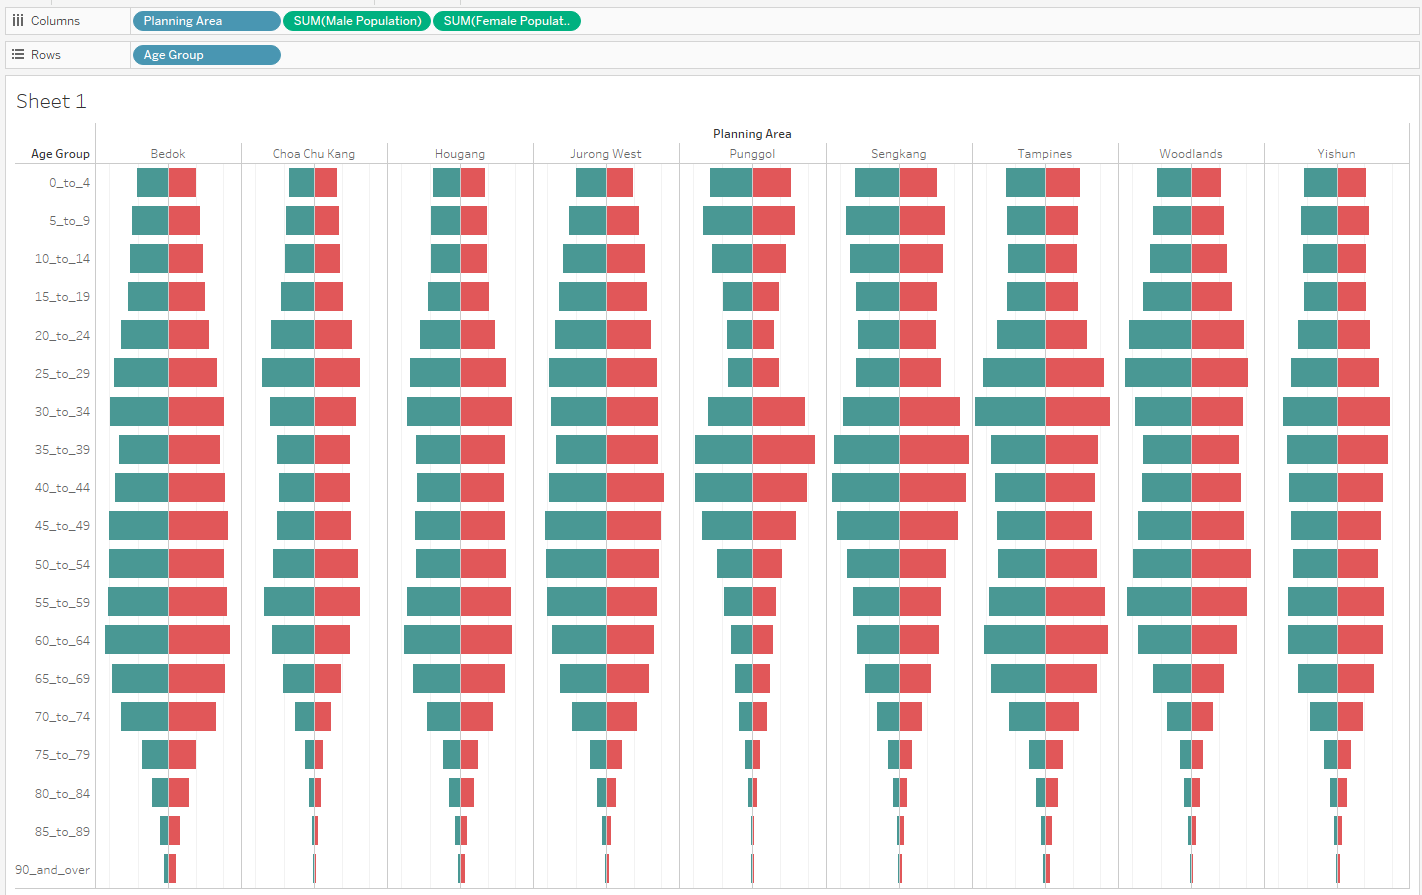 Columns Planning Area SUM(Male Population) SUM(Female Populat..
Rows Age Group
Sheet 1
Planning Area
Age Group Bedok Choa Chu Kang Hougang Jurong West Punggol Sengkang Tampines Woodlands Yishun
0_to_4
5_to_9
10_to_14
15_to_19
20_to_24
25_to_29
30_to_34
35_to_39
40_to_44
45_to_49
50_to_54
55_to_59
60_to_64
65_to_69
70_to_74
75_to_79
80_to_84
85_to_89
90_and_over